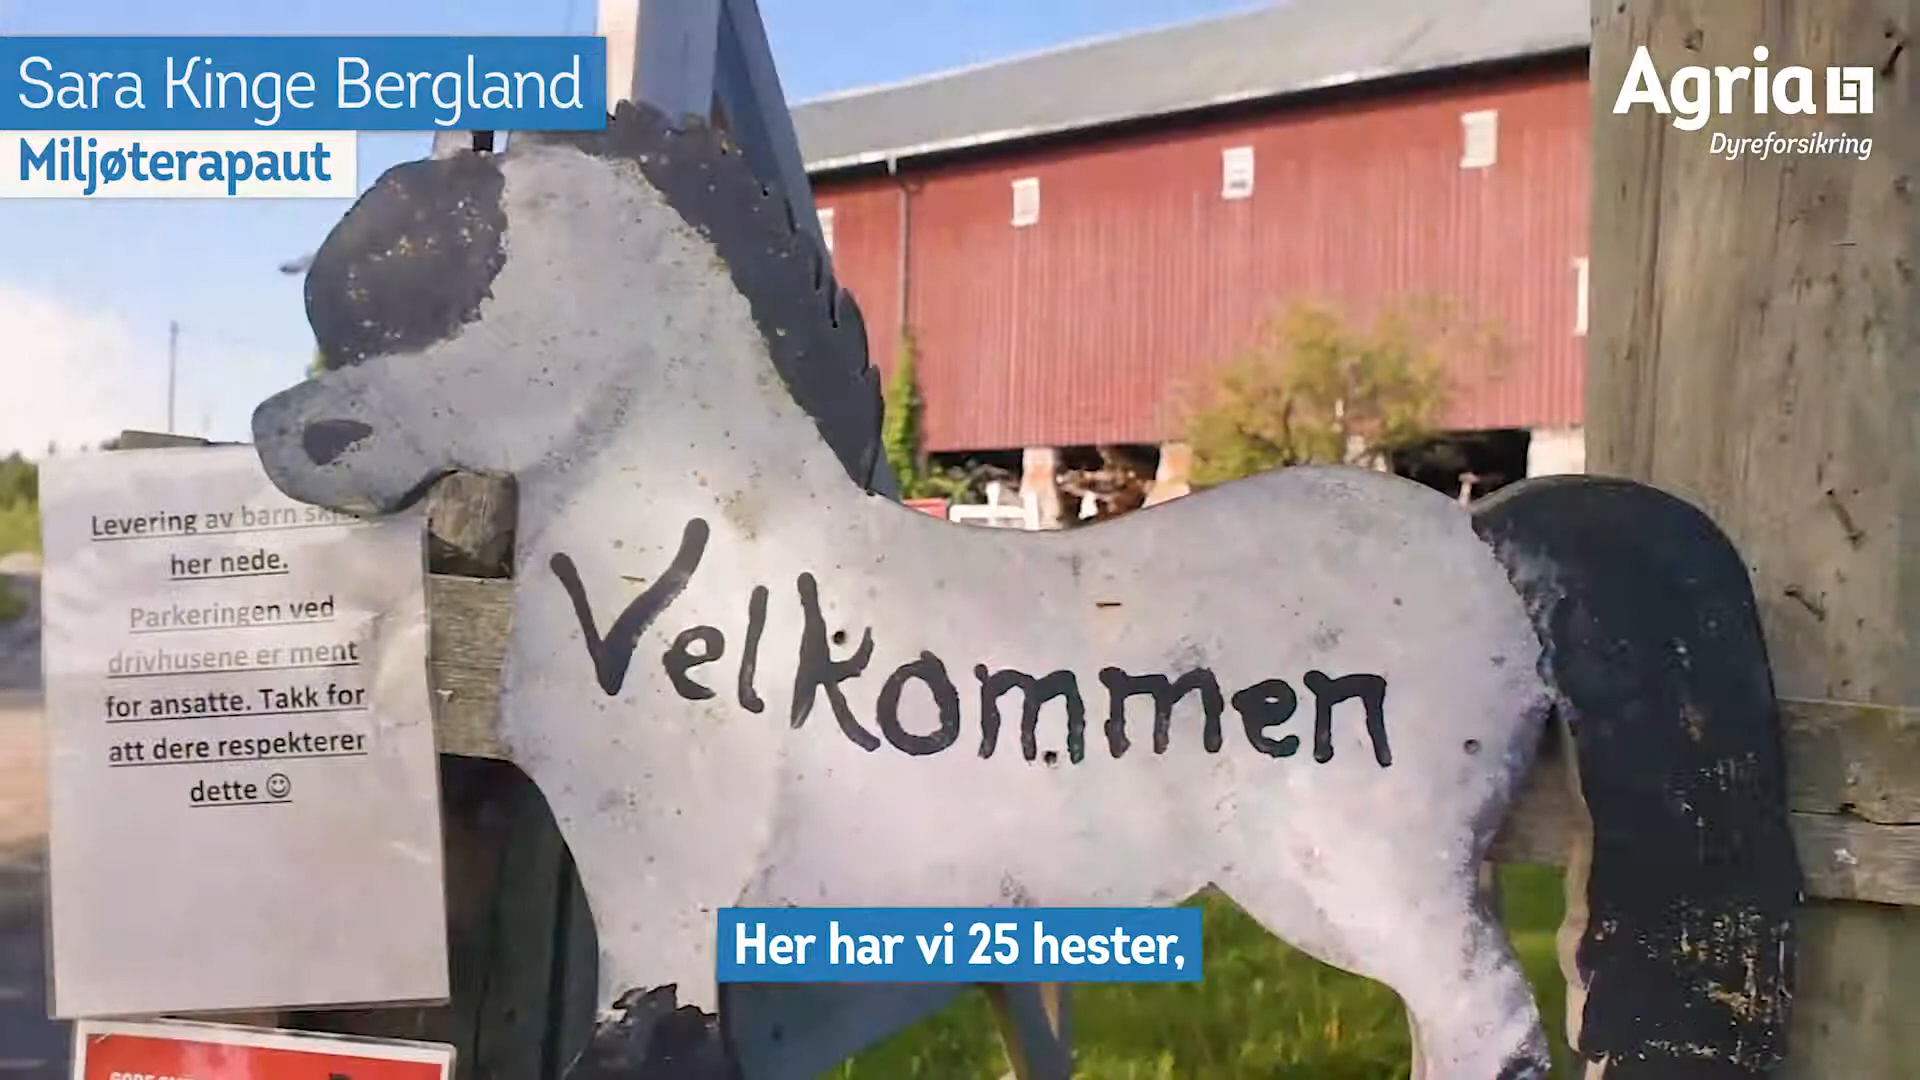 Sara Kinge Bergland
Miljøterapaut
Agria
Dyreforsikring
Levering av barn
her nede.
Parkeringen ved
drivhusene er ment
for ansatte. Takk for
att dere respekterer
dette ☺
Velkommen
Her har vi 25 hester,